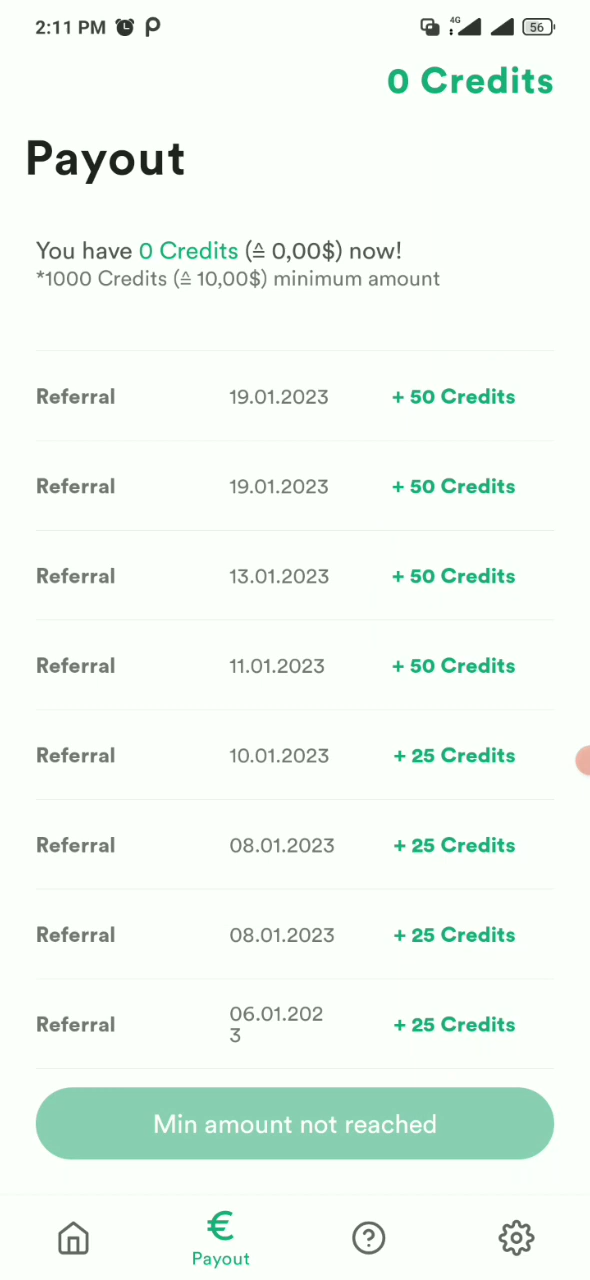 2:11 PM
4G
56
0 Credits
Payout
You have 0 Credits (≙ 0,00$) now!
*1000 Credits (≙ 10,00$) minimum amount
Referral 19.01.2023 + 50 Credits
Referral 19.01.2023 + 50 Credits
Referral 13.01.2023 + 50 Credits
Referral 11.01.2023 + 50 Credits
Referral 10.01.2023 + 25 Credits
Referral 08.01.2023 + 25 Credits
Referral 08.01.2023 + 25 Credits
Referral 06.01.202 + 25 Credits
3
Min amount not reached
€
Payout